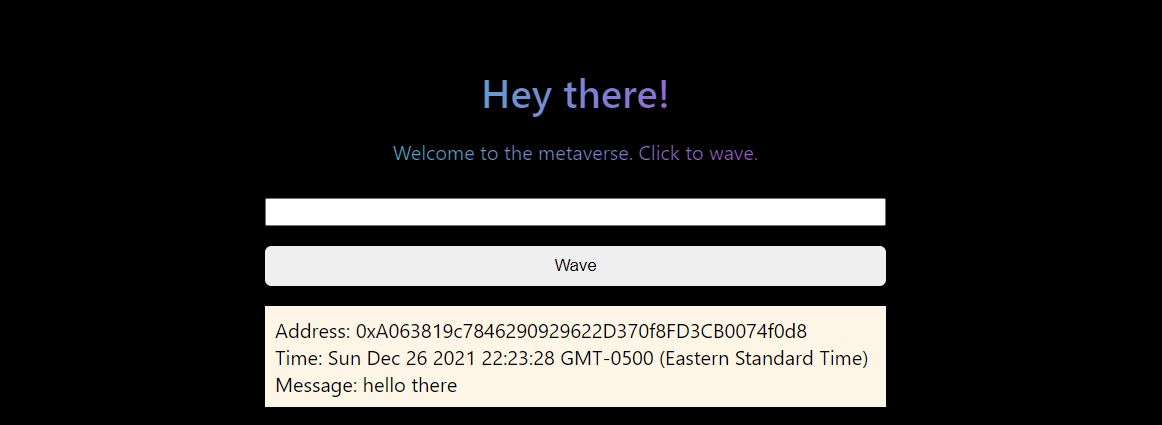 Hey there!
Welcome to the metaverse. Click to wave.
Wave
Address: 0xA063819c7846290929622D370f8FD3CB0074f0d8
Time: Sun Dec 26 2021 22:23:28 GMT-0500 (Eastern Standard Time)
Message: hello there